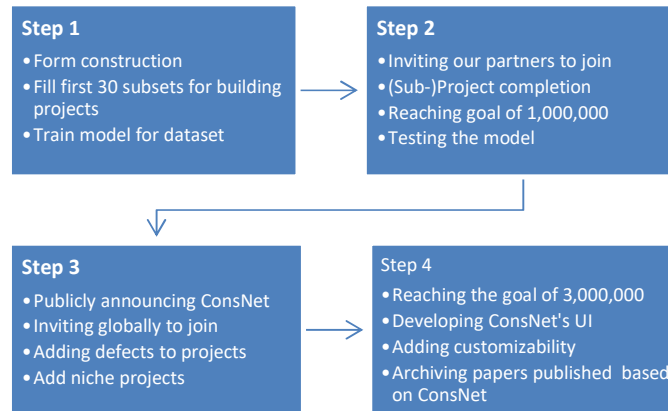 Step 1
•Form construction
•Fill first 30 subsets for building
projects
•Train model for dataset
Step 2
•Inviting our partners to join
•(Sub-)Project completion
•Reaching goal of 1,000,000
•Testing the model
Step 3
•Publicly announcing ConsNet
•Inviting globally to join
•Adding defects to projects
•Add niche projects
Step 4
•Reaching the goal of 3,000,000
•Developing ConsNet's UI
•Adding customizability
•Archiving papers published based
on ConsNet